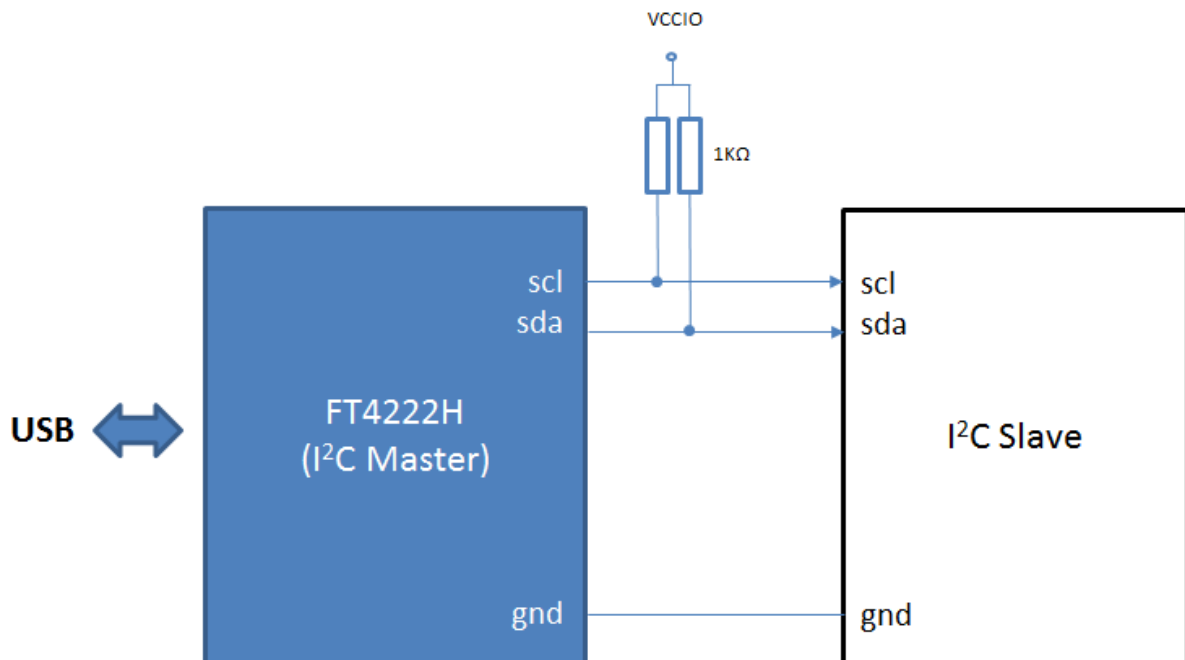 VCCIO
1KΩ
scl
scl
sda
sda
USB
FT4222H
(I²C Master)
I²C Slave
gnd
gnd